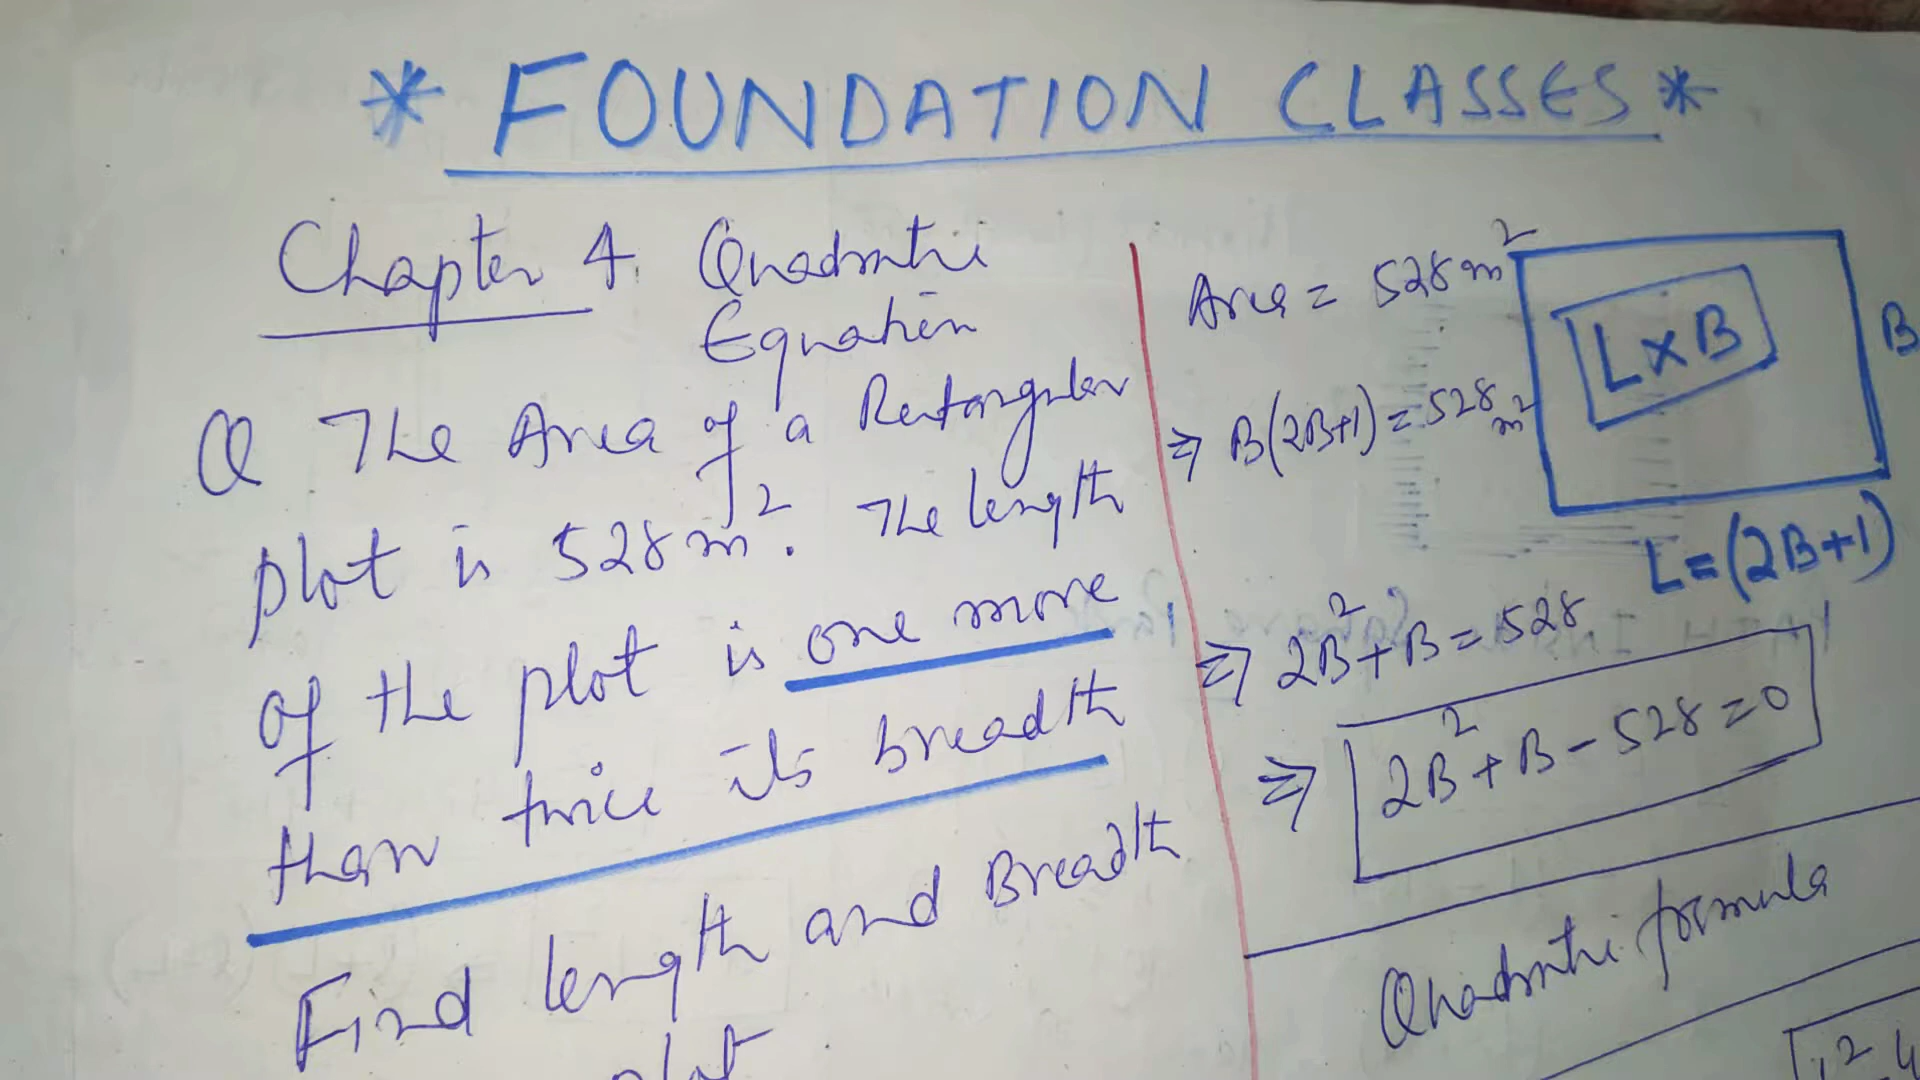 * FOUNDATION CLASSES *
Chapter 4. Quadratic
Equation
Q The Area of a Rectangular
plot is 528 m². The length
of the plot is one more
than twice its breadth
Find length and Breadth
plot
Area = 528 m²
L×B
B
⇒ B(2B+1) = 528 m²
L = (2B+1)
⇒ 2B² + B = 528
⇒ 2B² + B - 528 = 0
Quadratic formula